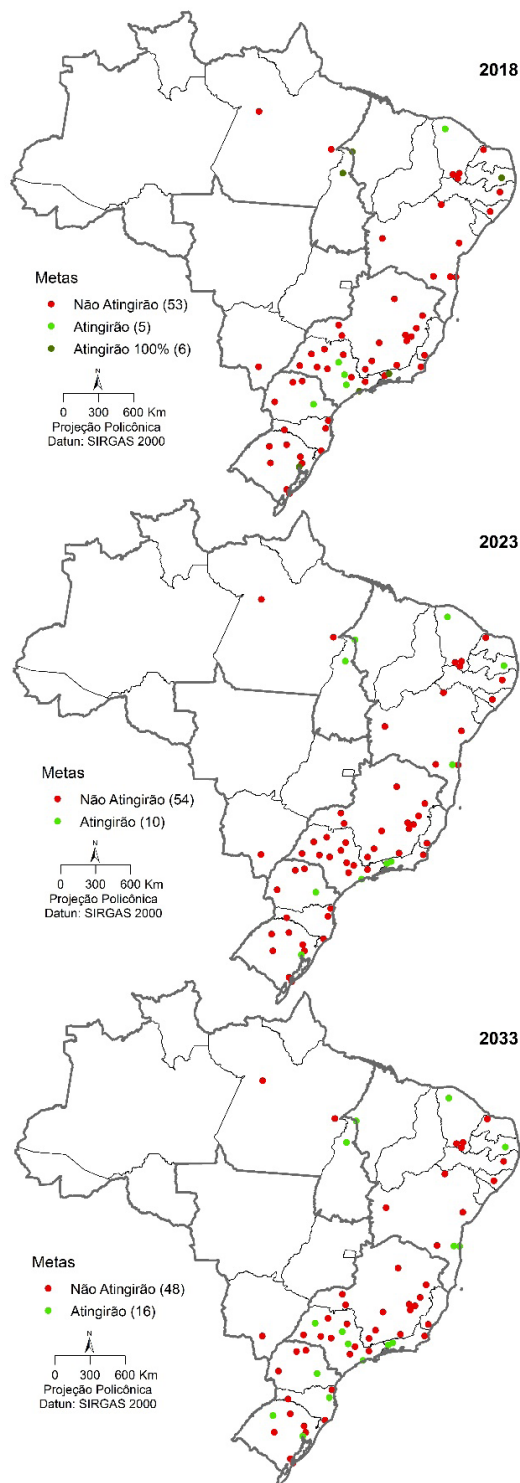 2018
Metas
Não Atingirão (53)
Atingirão (5)
Atingirão 100% (6)
N
0 300 600 Km
Projeção Policônica
Datun: SIRGAS 2000
2023
Metas
Não Atingirão (54)
Atingirão (10)
N
0 300 600 Km
Projeção Policônica
Datun: SIRGAS 2000
2033
Metas
Não Atingirão (48)
Atingirão (16)
N
0 300 600 Km
Projeção Policônica
Datun: SIRGAS 2000